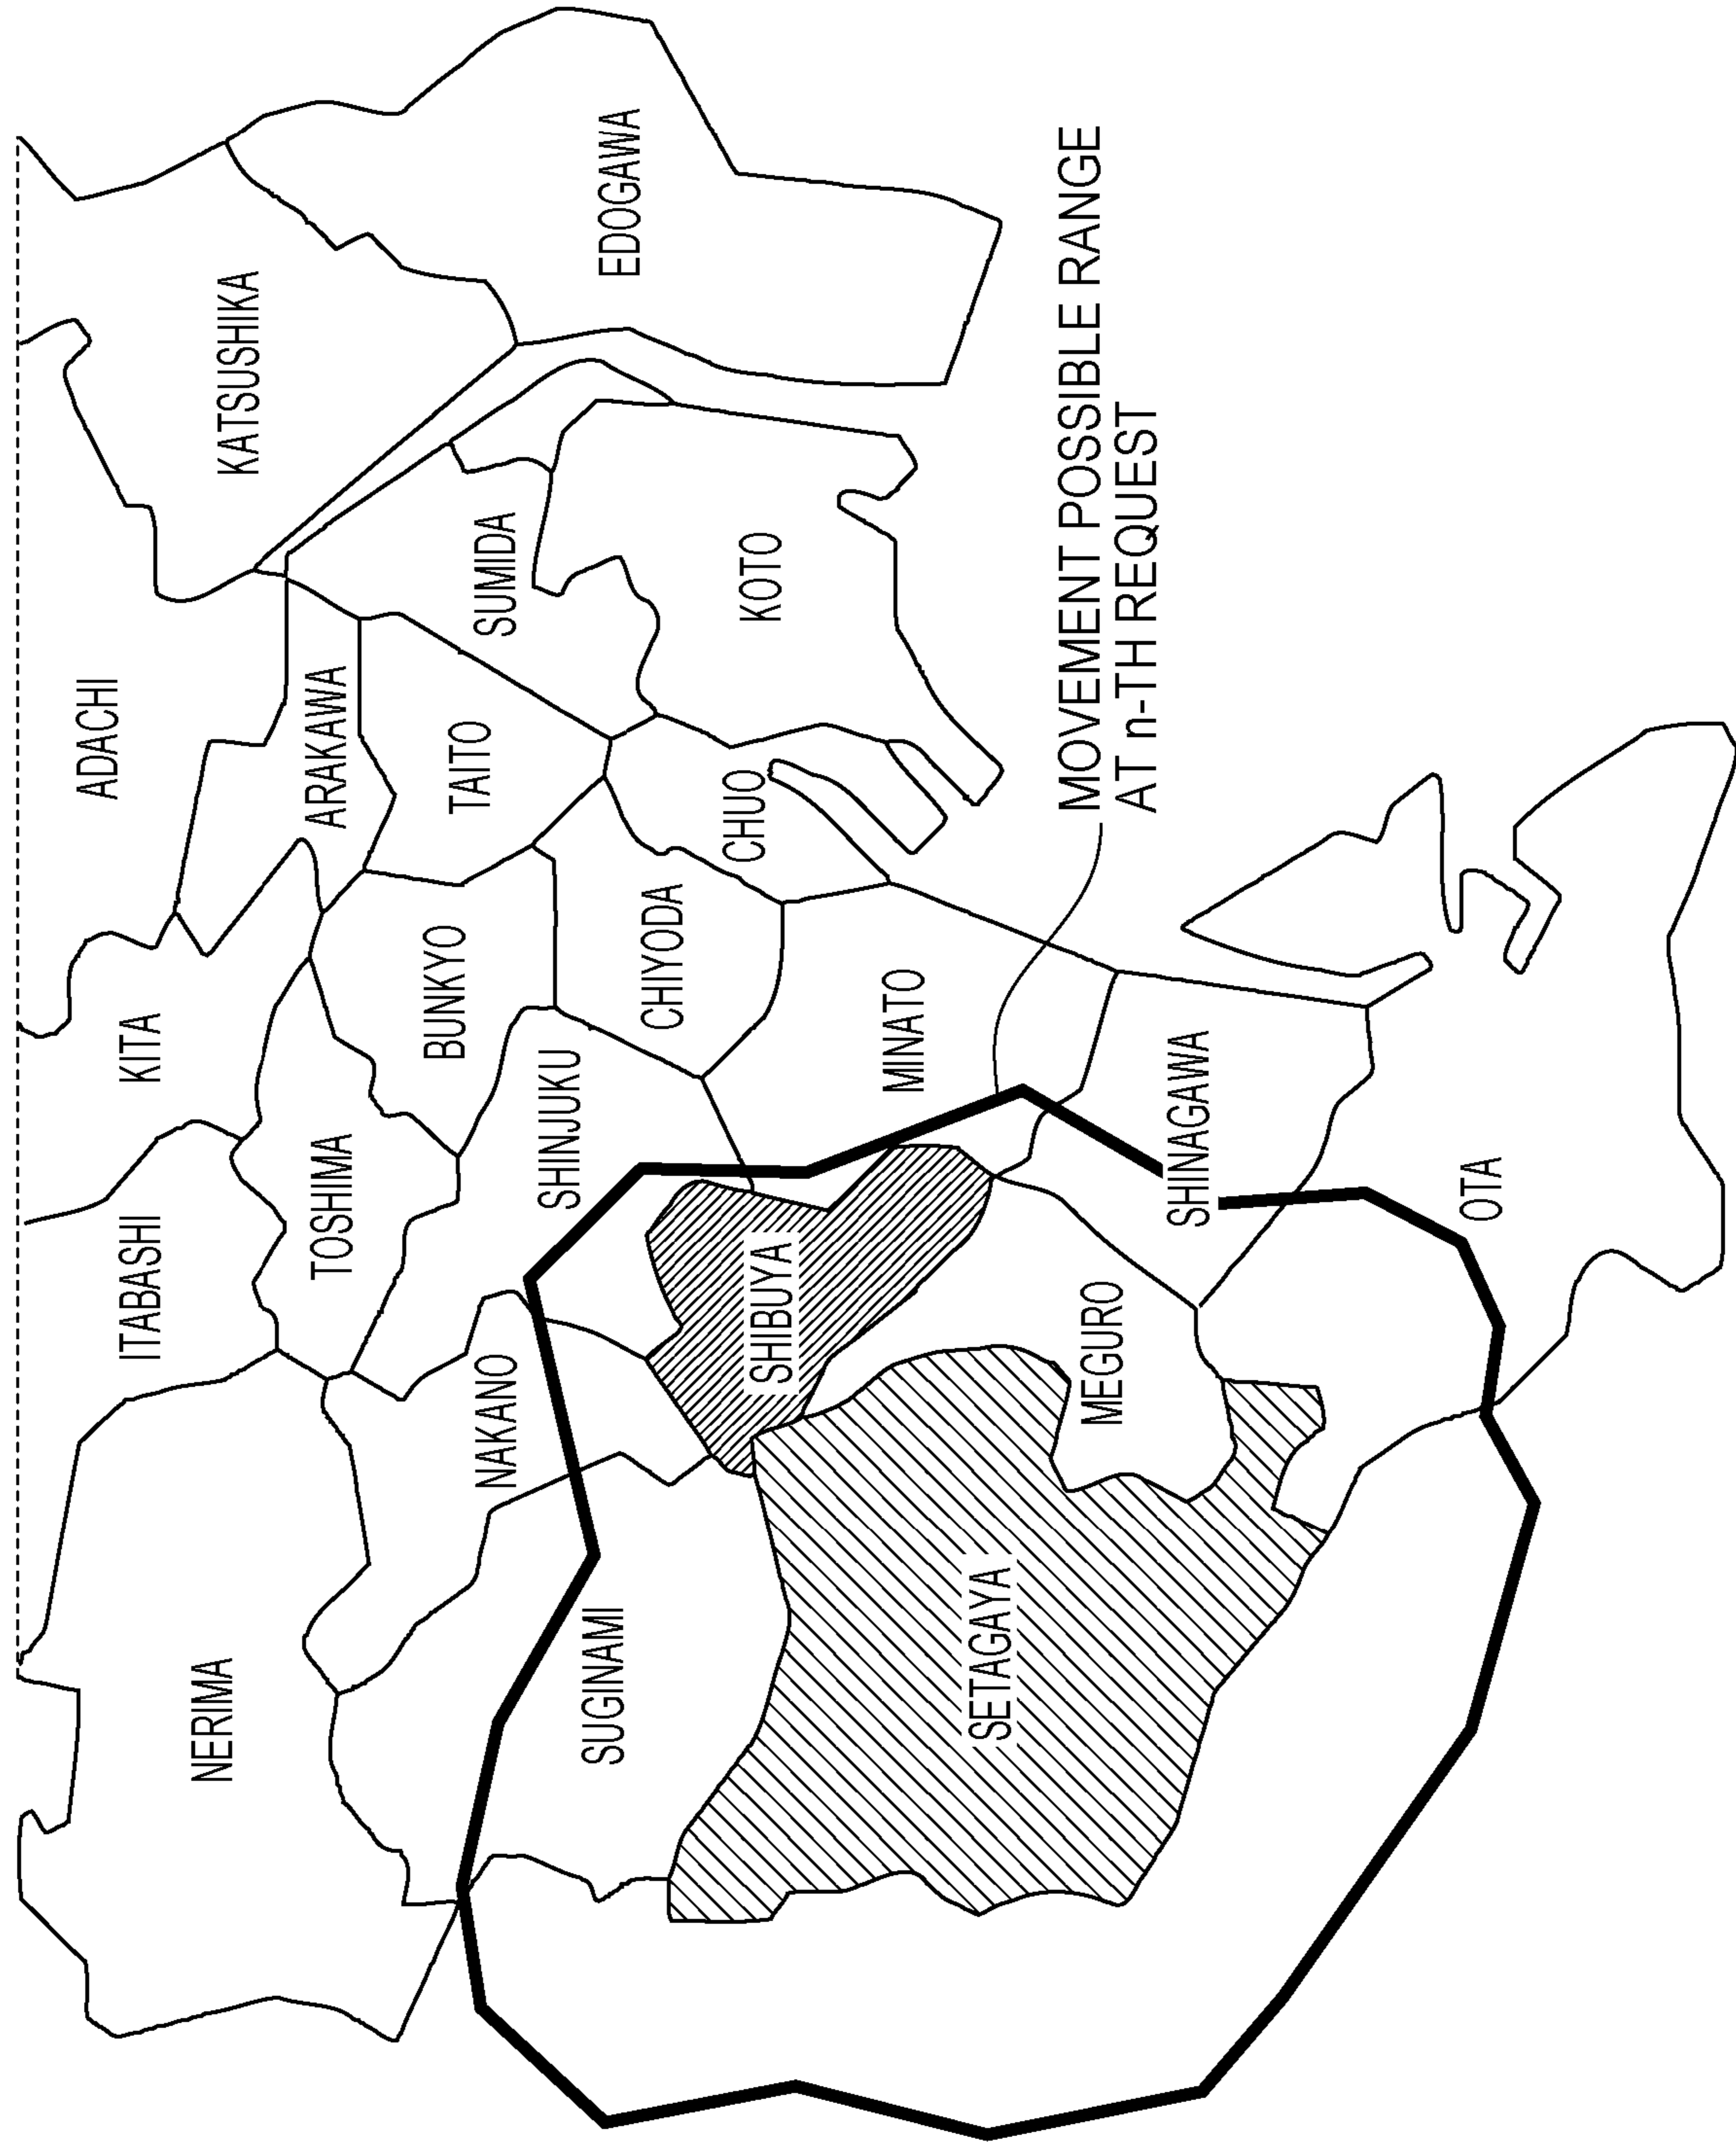 ADACHI
KATSUSHIKA
KITA
ITABASHI
NERIMA
ARAKAWA
TOSHIMA
BUNKYO
TAITO
SUMIDA
EDOGAWA
NAKANO
SHINJUKU
SUGINAMI
CHIYODA
CHUO
KOTO
SHIBUYA
MINATO
SETAGAYA
MEGURO
SHINAGAWA
OTA
MOVEMENT POSSIBLE RANGE
AT n-TH REQUEST